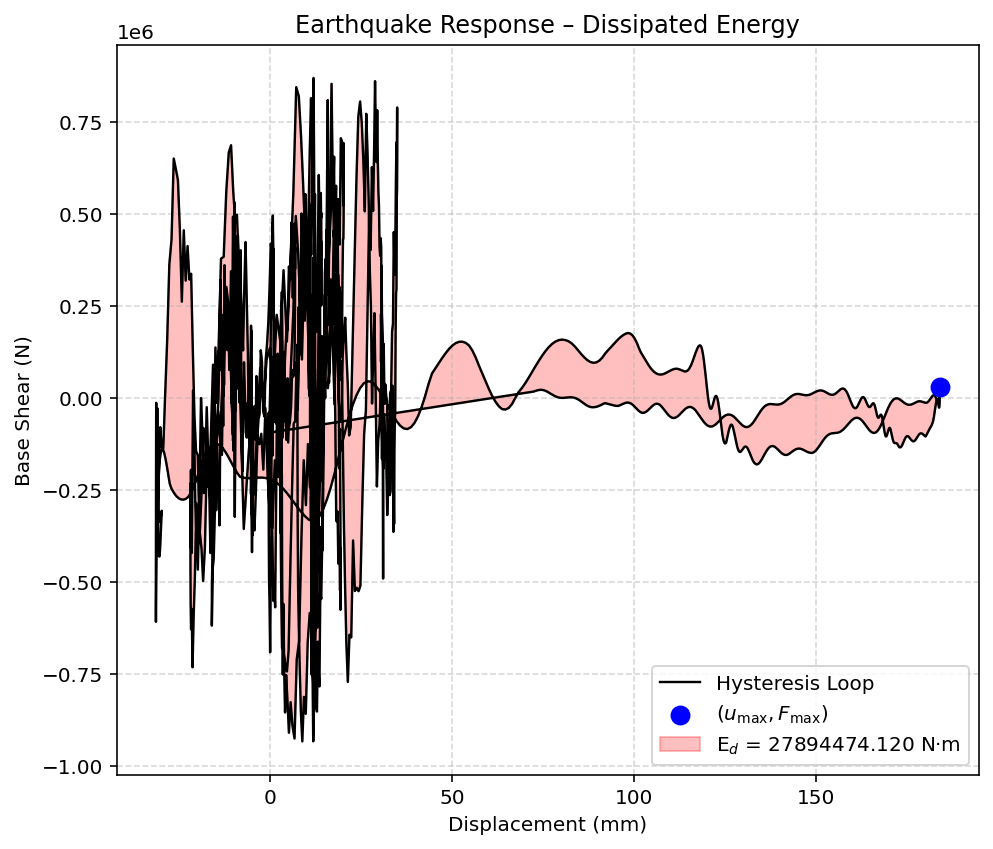 Earthquake Response – Dissipated Energy
1e6
0.75
0.50
0.25
0.00
−0.25
−0.50
−0.75
−1.00
Base Shear (N)
0 50 100 150
Displacement (mm)
Hysteresis Loop
(u_max, F_max)
E_d = 27894474.120 N·m